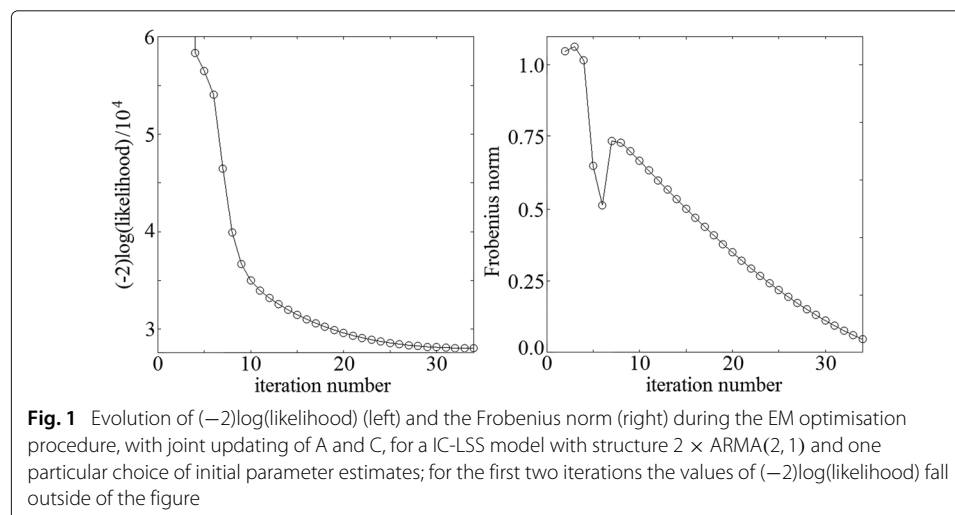 6
5
4
3
0
10
20
30
(-2)log(likelihood)/10^4
iteration number
1.0
0.75
0.5
0.25
0.0
0
10
20
30
Frobenius norm
iteration number
Fig. 1 Evolution of (−2)log(likelihood) (left) and the Frobenius norm (right) during the EM optimisation
procedure, with joint updating of A and C, for a IC-LSS model with structure 2 × ARMA(2, 1) and one
particular choice of initial parameter estimates; for the first two iterations the values of (−2)log(likelihood) fall
outside of the figure